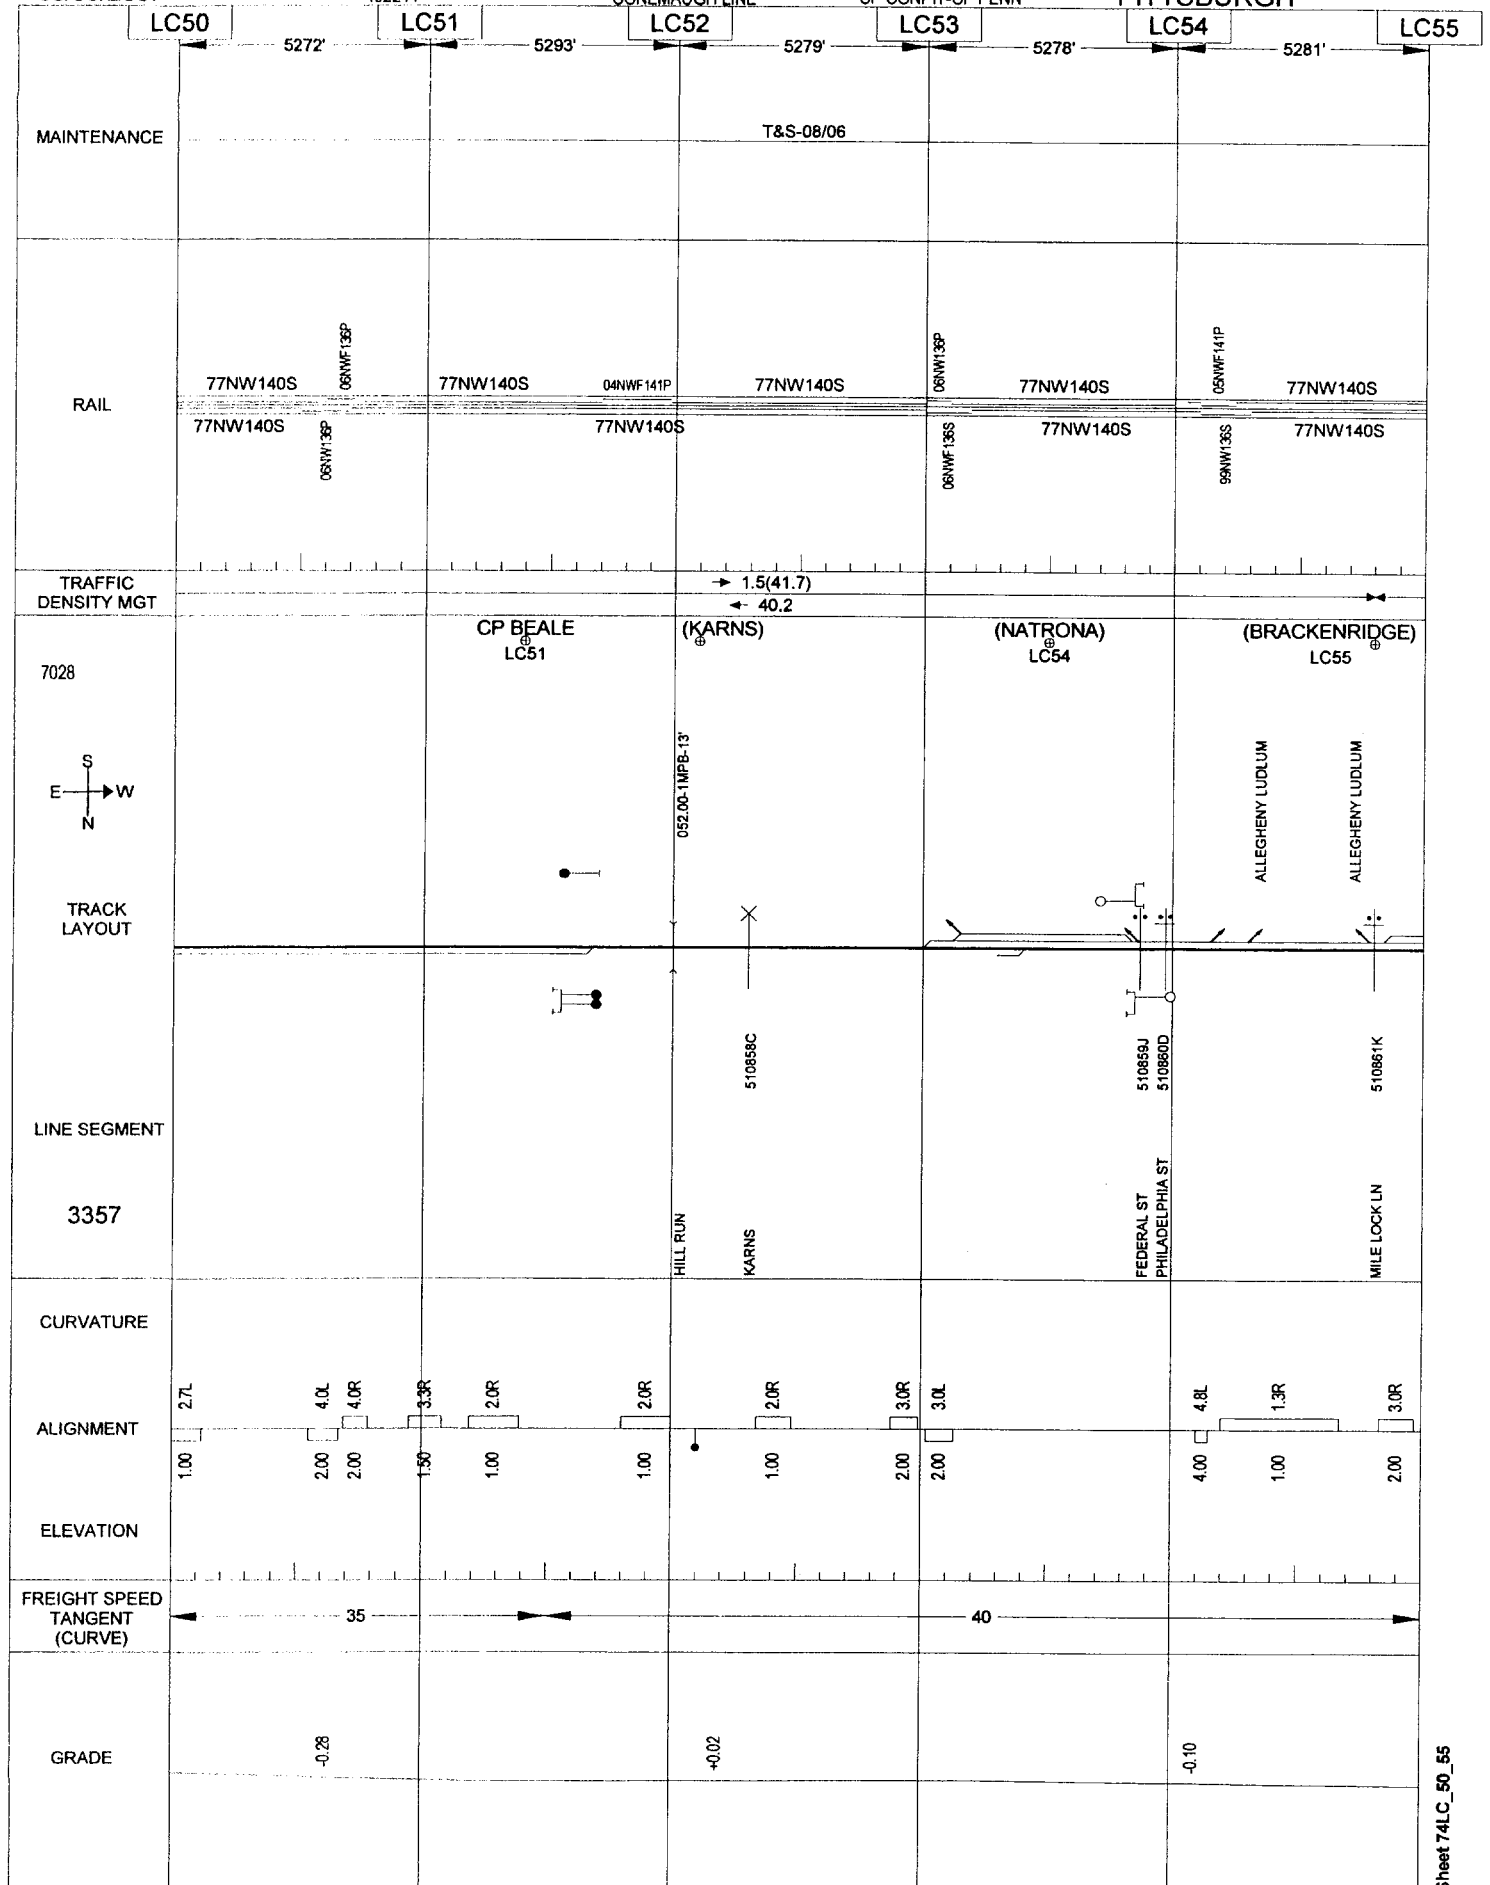 CONEMAUGH LINE
PITTSBURGH
LC50 LC51 LC52 LC53 LC54 LC55
5272' 5293' 5279' 5278' 5281'
MAINTENANCE
T&S-08/06
06NWF136P 06NW136P 05NWF141P
77NW140S 77NW140S 04NWF141P 77NW140S 77NW140S 77NW140S
RAIL
77NW140S 77NW140S 77NW140S 77NW140S
06NW136P 06NWF136S 99NW136S
TRAFFIC
DENSITY MGT
1.5(41.7)
40.2
CP BEALE (KARNS) (NATRONA) (BRACKENRIDGE)
LC51 LC54 LC55
7028
S
E W
N
052.00-1MPB-13'
ALLEGHENY LUDLUM ALLEGHENY LUDLUM
TRACK
LAYOUT
510858C 510859J 510860D 510861K
LINE SEGMENT
3357
HILL RUN KARNS FEDERAL ST PHILADELPHIA ST MILE LOCK LN
CURVATURE
2.7L 4.0L 4.0R 3.3R 2.0R 2.0R 2.0R 3.0R 3.0L 4.8L 1.3R 3.0R
ALIGNMENT
1.00 2.00 2.00 1.50 1.00 1.00 1.00 2.00 2.00 4.00 1.00 2.00
ELEVATION
FREIGHT SPEED
TANGENT
(CURVE)
35 40
GRADE
-0.28 +0.02 -0.10
Sheet 74LC_50_55